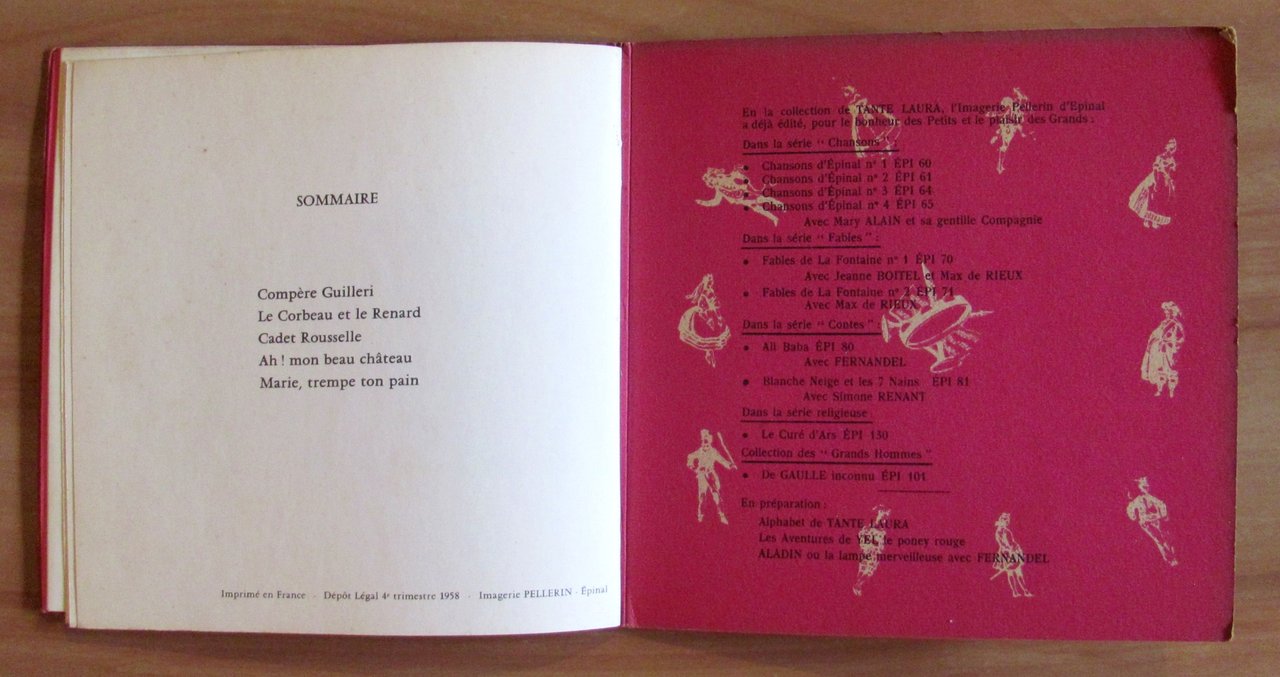 SOMMAIRE
Compère Guilleri
Le Corbeau et le Renard
Cadet Rousselle
Ah ! mon beau château
Marie, trempe ton pain
Imprimé en France - Dépôt Légal 4e trimestre 1958 - Imagerie PELLERIN - Épinal
En la collection de TANTE LAURA, l'Imagerie Pellerin d'Epinal
a déjà édité, pour le bonheur des Petits et le plaisir des Grands :
Dans la série " Chansons "
• Chansons d'Épinal n° 1 ÉPI 60
• Chansons d'Épinal n° 2 ÉPI 61
• Chansons d'Épinal n° 3 ÉPI 64
• Chansons d'Épinal n° 4 ÉPI 65
Avec Mary ALAIN et sa gentille Compagnie
Dans la série " Fables " :
• Fables de La Fontaine n° 1 ÉPI 70
Avec Jeanne BOITEL et Max de RIEUX
• Fables de La Fontaine n° 2 ÉPI 71
Avec Max de RIEUX
Dans la série " Contes " :
• Ali Baba ÉPI 80
Avec FERNANDEL
• Blanche Neige et les 7 Nains ÉPI 81
Avec Simone RENANT
Dans la série religieuse :
• Le Curé d'Ars ÉPI 130
Collection des " Grands Hommes "
• De GAULLE inconnu ÉPI 101
En préparation :
Alphabet de TANTE LAURA
Les Aventures de YEL le poney rouge
ALADIN ou la lampe merveilleuse avec FERNANDEL